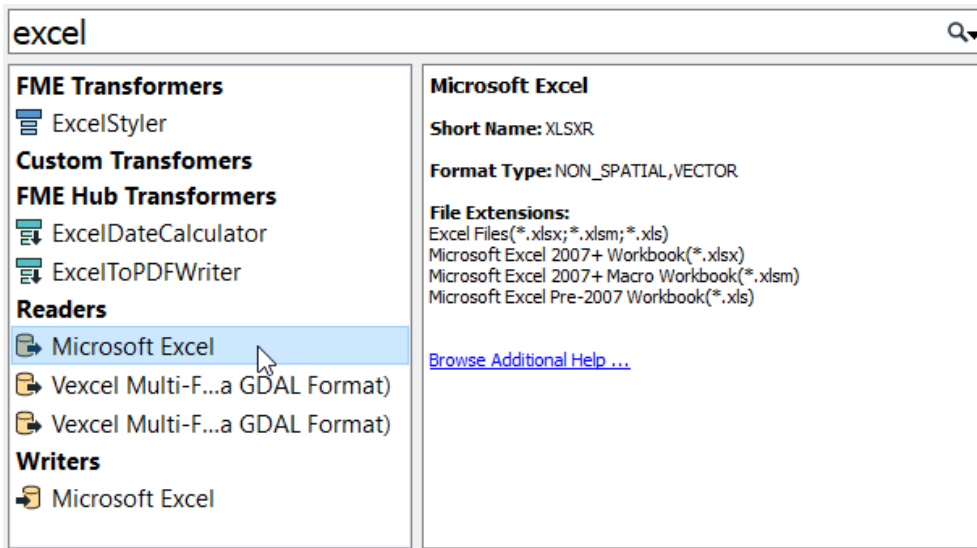 excel
FME Transformers
ExcelStyler
Custom Transfomers
FME Hub Transformers
ExcelDateCalculator
ExcelToPDFWriter
Readers
Microsoft Excel
Vexcel Multi-F...a GDAL Format)
Vexcel Multi-F...a GDAL Format)
Writers
Microsoft Excel
Microsoft Excel
Short Name: XLSXR
Format Type: NON_SPATIAL,VECTOR
File Extensions:
Excel Files(*.xlsx;*.xlsm;*.xls)
Microsoft Excel 2007+ Workbook(*.xlsx)
Microsoft Excel 2007+ Macro Workbook(*.xlsm)
Microsoft Excel Pre-2007 Workbook(*.xls)
Browse Additional Help ...